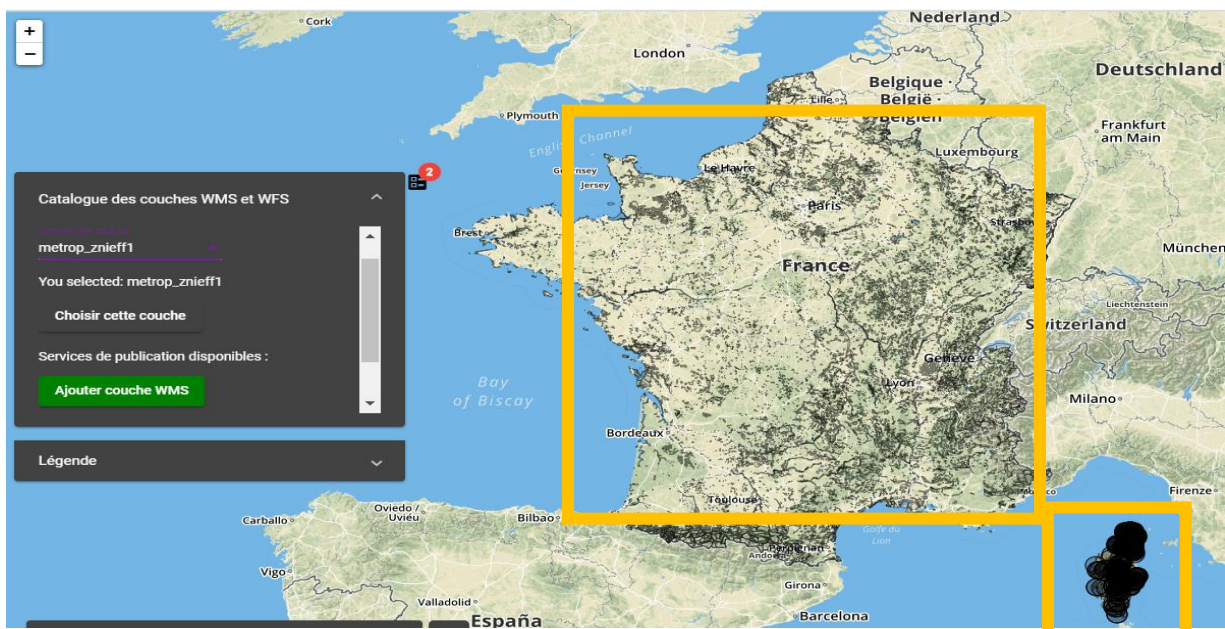 +
−
Catalogue des couches WMS et WFS
metrop_znieff1
You selected: metrop_znieff1
Choisir cette couche
Services de publication disponibles :
Ajouter couche WMS
Légende
2
Cork
Nederland
London
Deutschland
Belgique ·
België ·
Belgien
Lille
Plymouth
English Channel
Frankfurt
am Main
Luxembourg
Guernsey
Jersey
Le Havre
Paris
Strasbourg
Brest
München
France
Liechtenstein
Switzerland
Genève
Lyon
Bay
of Biscay
Milano
Bordeaux
Monaco
Firenze
Toulouse
Oviedo /
Uviéu
Carballo
Bilbao
Golfe du
Lion
Perpignan
Andorra
Vigo
Girona
Valladolid
España
Barcelona